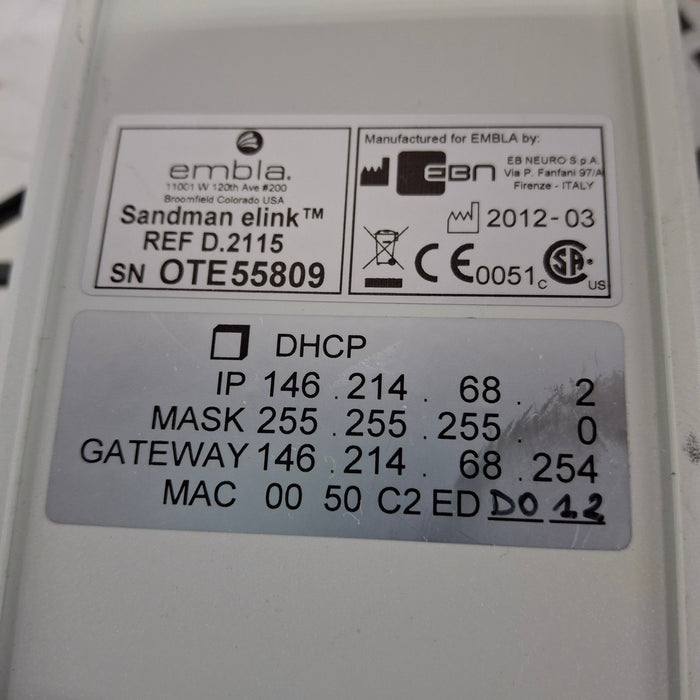 embla.
11001 W 120th Ave #200
Broomfield Colorado USA
Sandman elink™
REF D.2115
SN OTE55809
Manufactured for EMBLA by:
EBN
EB NEURO S.p.A.
Via P. Fanfani 97/A
Firenze - ITALY
2012-03
CE 0051
C SA US
DHCP
IP 146 . 214 . 68 . 2
MASK 255 . 255 . 255 . 0
GATEWAY 146 . 214 . 68 . 254
MAC 00 50 C2 ED D0 12